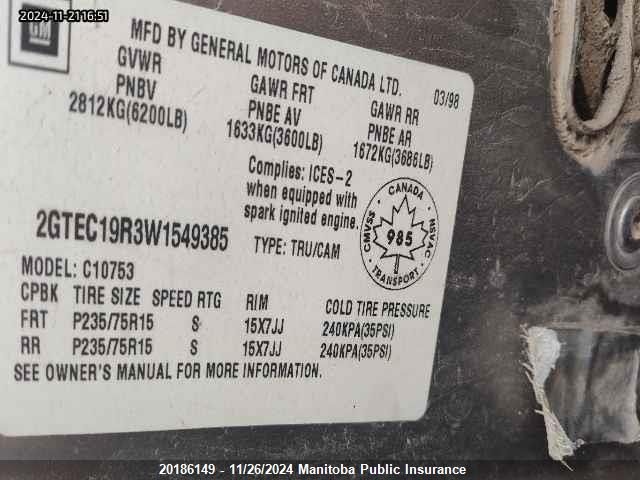 2024-11-21 16:51
GM
MFD BY GENERAL MOTORS OF CANADA LTD.
03/98
GVWR GAWR FRT GAWR RR
PNBV PNBE AV PNBE AR
2812KG(6200LB) 1633KG(3600LB) 1672KG(3686LB)
Complies: ICES-2
when equipped with
spark ignited engine.
2GTEC19R3W1549385
TYPE: TRU/CAM
CANADA
CMVSS 985 NSVAC
TRANSPORT
MODEL: C10753
CPBK TIRE SIZE SPEED RTG RIM COLD TIRE PRESSURE
FRT P235/75R15 S 15X7JJ 240KPA(35PSI)
RR P235/75R15 S 15X7JJ 240KPA(35PSI)
SEE OWNER'S MANUAL FOR MORE INFORMATION.
20186149 - 11/26/2024 Manitoba Public Insurance